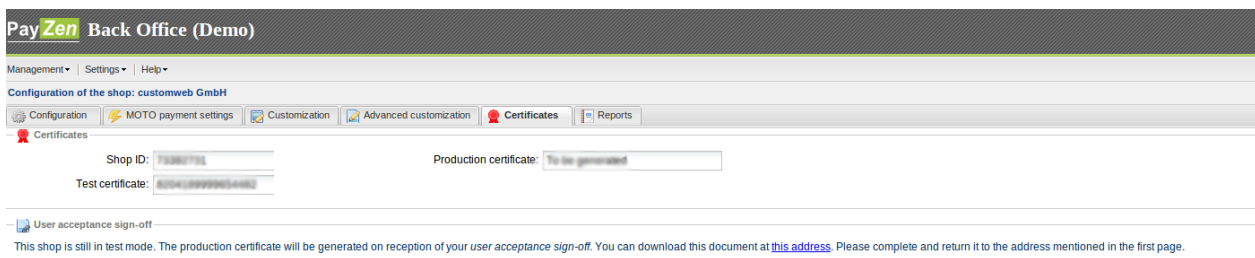 PayZen Back Office (Demo)
Management Settings Help
Configuration of the shop: customweb GmbH
Configuration MOTO payment settings Customization Advanced customization Certificates Reports
Certificates
Shop ID: Production certificate: To be generated
Test certificate:
User acceptance sign-off
This shop is still in test mode. The production certificate will be generated on reception of your user acceptance sign-off. You can download this document at this address. Please complete and return it to the address mentioned in the first page.